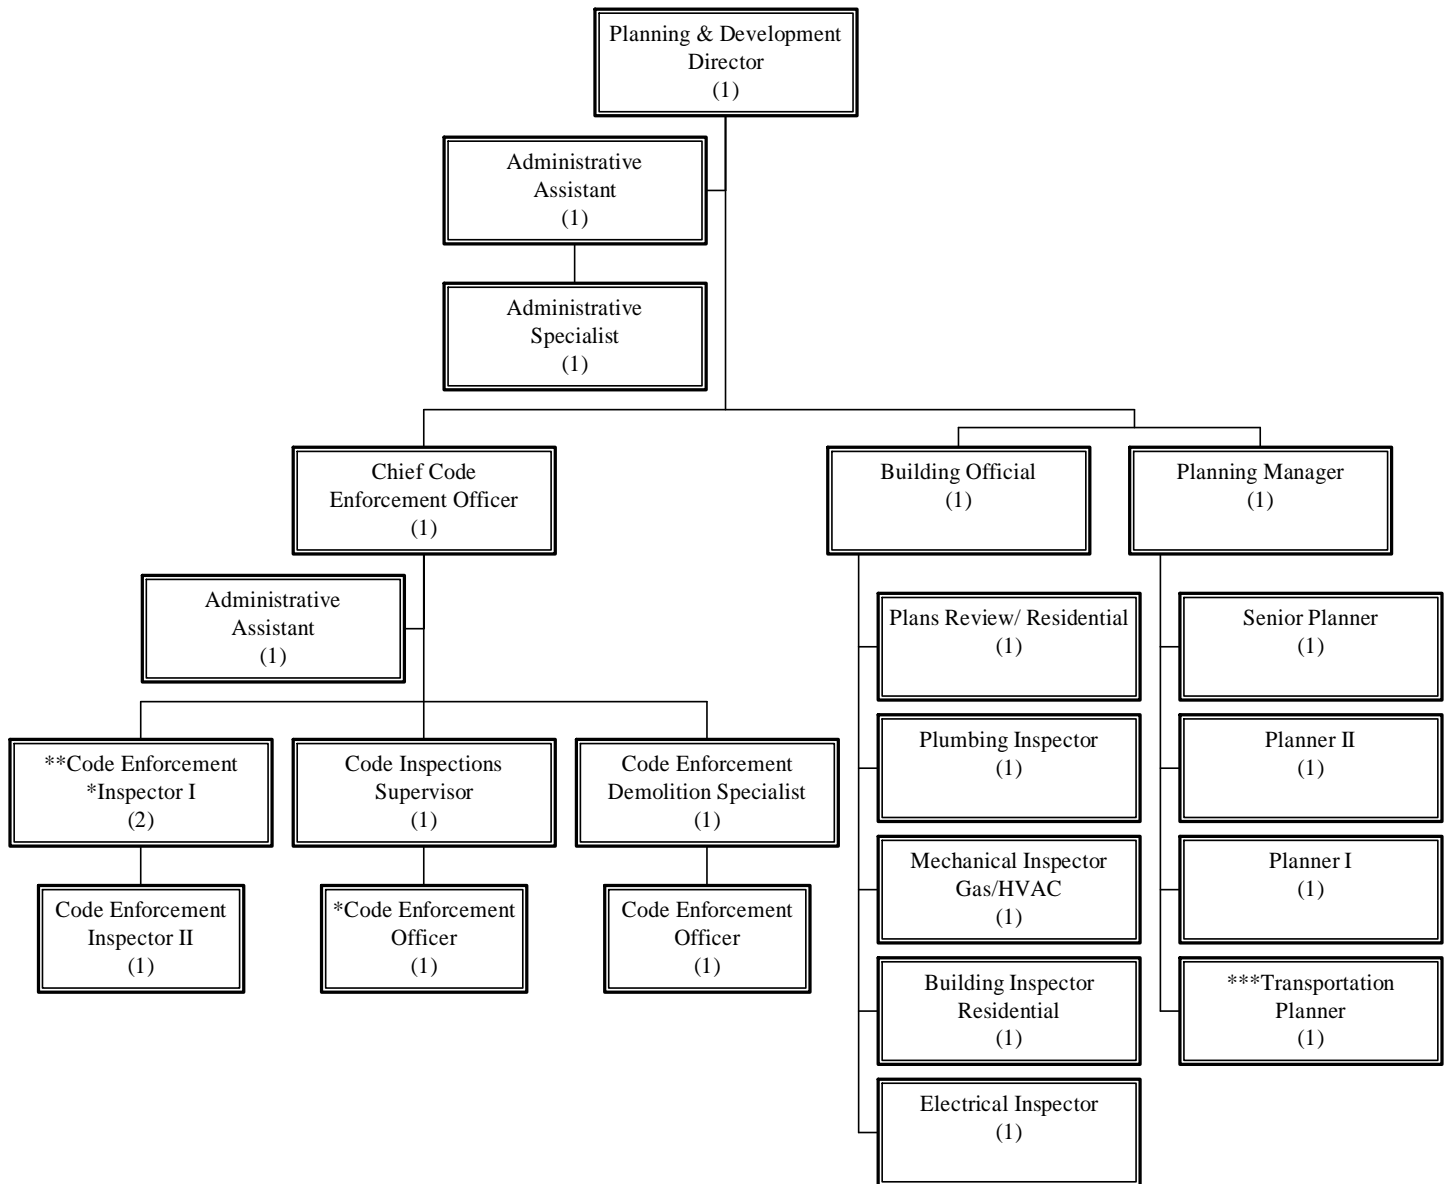 Planning & Development
Director
(1)
Administrative
Assistant
(1)
Administrative
Specialist
(1)
Chief Code
Enforcement Officer
(1)
Building Official
(1)
Planning Manager
(1)
Administrative
Assistant
(1)
**Code Enforcement
*Inspector I
(2)
Code Inspections
Supervisor
(1)
Code Enforcement
Demolition Specialist
(1)
Code Enforcement
Inspector II
(1)
*Code Enforcement
Officer
(1)
Code Enforcement
Officer
(1)
Plans Review/ Residential
(1)
Plumbing Inspector
(1)
Mechanical Inspector
Gas/HVAC
(1)
Building Inspector
Residential
(1)
Electrical Inspector
(1)
Senior Planner
(1)
Planner II
(1)
Planner I
(1)
***Transportation
Planner
(1)